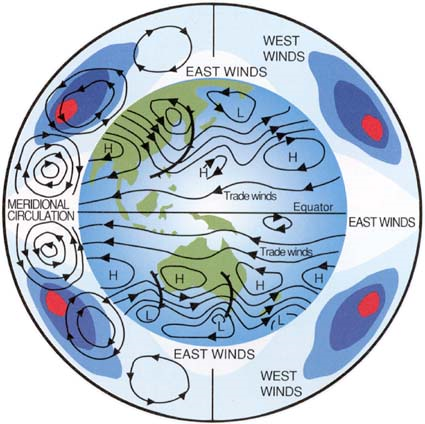 WEST
WINDS
EAST WINDS
L
H
H
H
Trade winds
MERIDIONAL
CIRCULATION
Equator
EAST WINDS
Trade winds
H
H
H
H
L
L
L
EAST WINDS
WEST
WINDS